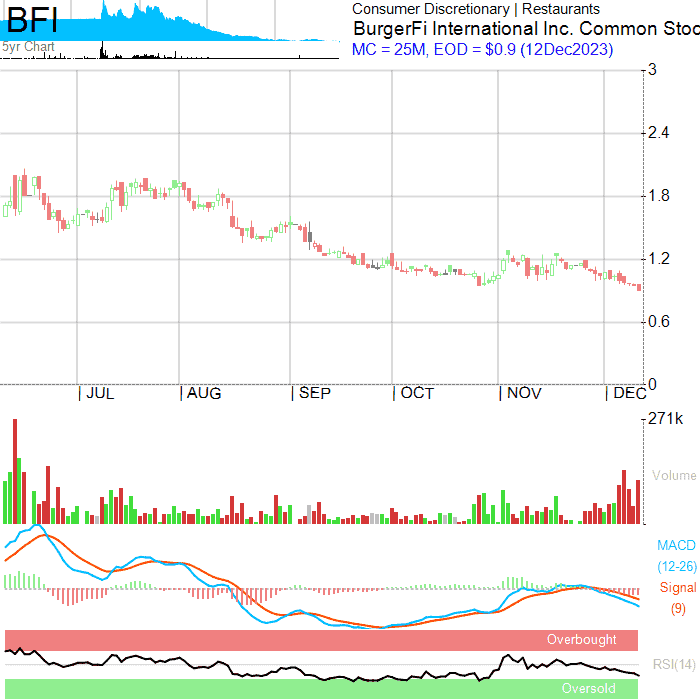 BFI
5yr Chart
Consumer Discretionary | Restaurants
BurgerFi International Inc. Common Stoc
MC = 25M, EOD = $0.9 (12Dec2023)
3
2.4
1.8
1.2
0.6
0
| JUL | AUG | SEP | OCT | NOV | DEC
271k
Volume
MACD
(12-26)
Signal
(9)
Overbought
RSI(14)
Oversold